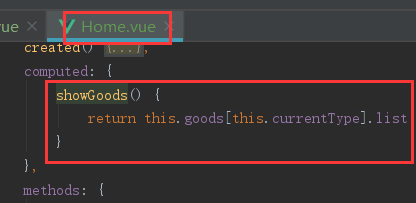 vue
Home.vue
created() {...},
computed: {
showGoods() {
return this.goods[this.currentType].list
}
},
methods: {